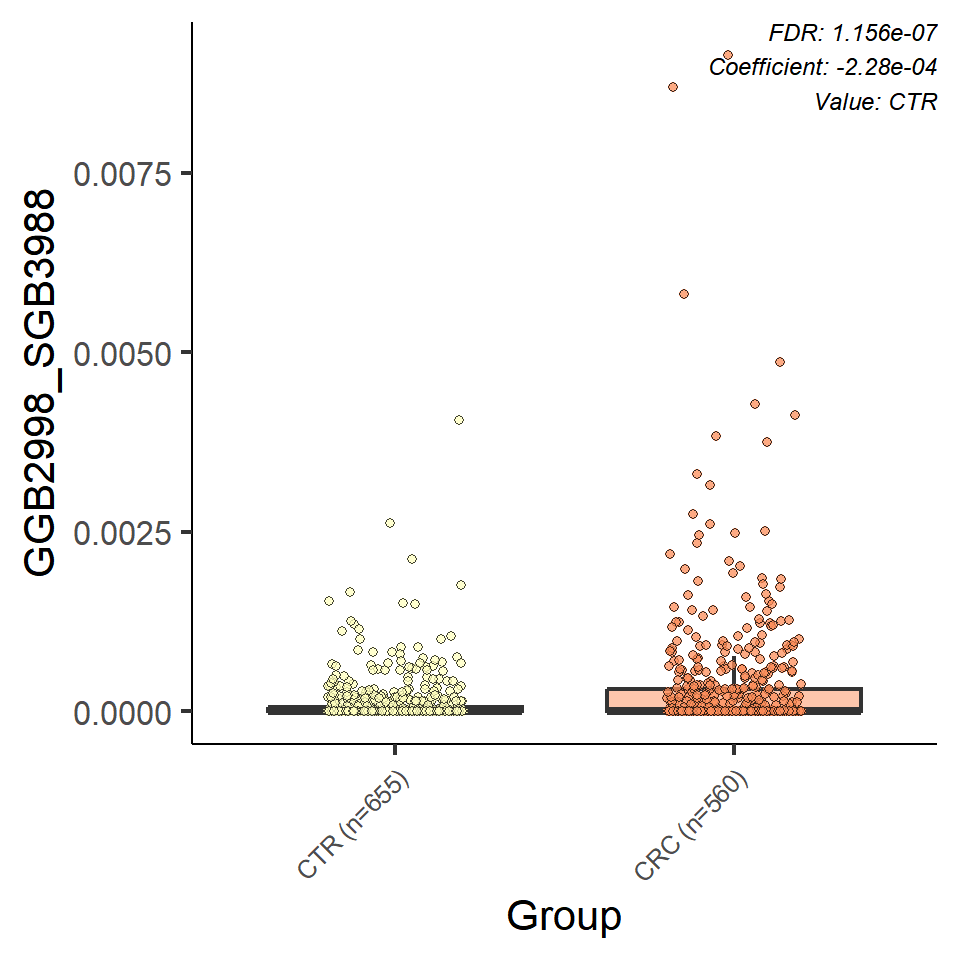 FDR: 1.156e-07
Coefficient: -2.28e-04
Value: CTR
GGB2998_SGB3988
0.0075
0.0050
0.0025
0.0000
CTR (n=655)
CRC (n=560)
Group